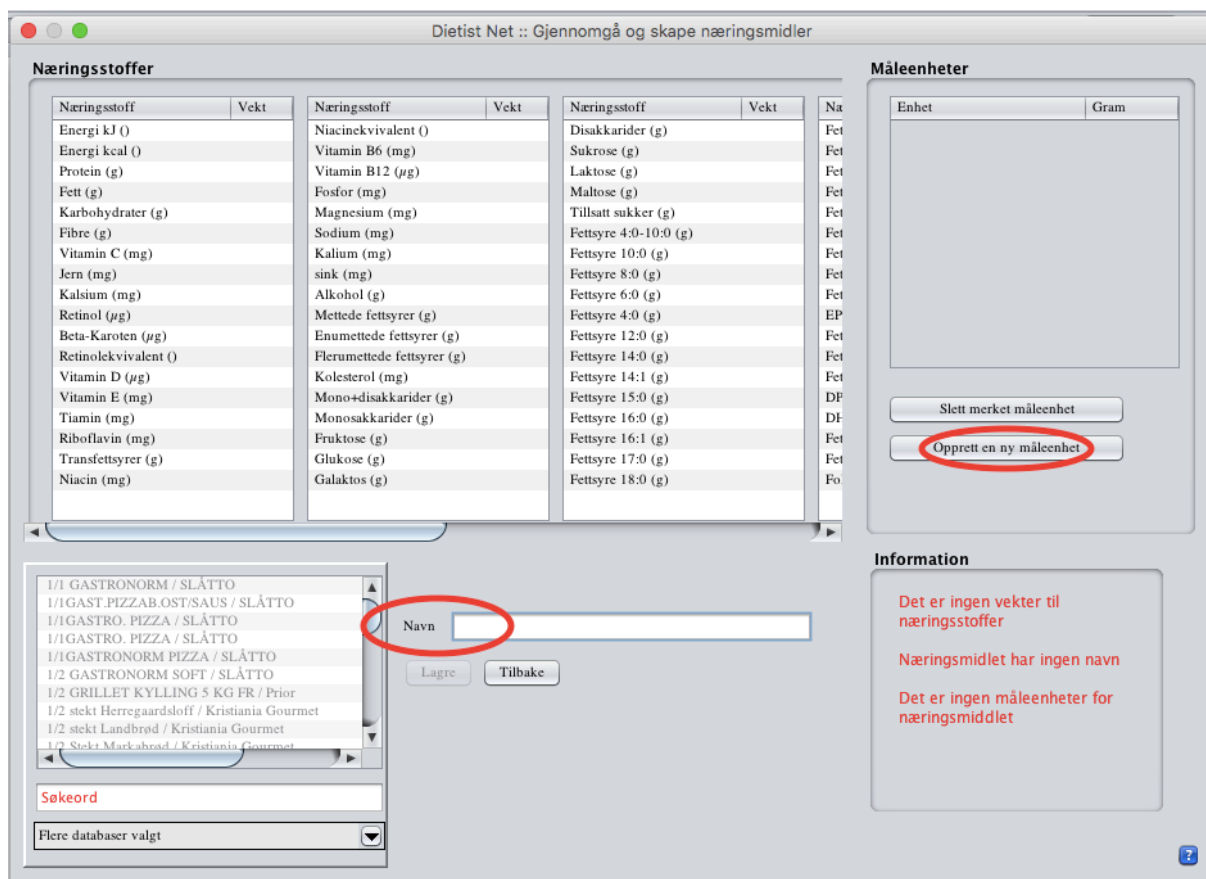 Dietist Net :: Gjennomgå og skape næringsmidler
Næringsstoffer
Næringsstoff Vekt
Energi kJ ()
Energi kcal ()
Protein (g)
Fett (g)
Karbohydrater (g)
Fibre (g)
Vitamin C (mg)
Jern (mg)
Kalsium (mg)
Retinol (µg)
Beta-Karoten (µg)
Retinolekvivalent ()
Vitamin D (µg)
Vitamin E (mg)
Tiamin (mg)
Riboflavin (mg)
Transfettsyrer (g)
Niacin (mg)
Næringsstoff Vekt
Niacinekvivalent ()
Vitamin B6 (mg)
Vitamin B12 (µg)
Fosfor (mg)
Magnesium (mg)
Sodium (mg)
Kalium (mg)
sink (mg)
Alkohol (g)
Mettede fettsyrer (g)
Enumettede fettsyrer (g)
Flerumettede fettsyrer (g)
Kolesterol (mg)
Mono+disakkarider (g)
Monosakkarider (g)
Fruktose (g)
Glukose (g)
Galaktos (g)
Næringsstoff Vekt
Disakkarider (g)
Sukrose (g)
Laktose (g)
Maltose (g)
Tillsatt sukker (g)
Fettsyre 4:0-10:0 (g)
Fettsyre 10:0 (g)
Fettsyre 8:0 (g)
Fettsyre 6:0 (g)
Fettsyre 4:0 (g)
Fettsyre 12:0 (g)
Fettsyre 14:0 (g)
Fettsyre 14:1 (g)
Fettsyre 15:0 (g)
Fettsyre 16:0 (g)
Fettsyre 16:1 (g)
Fettsyre 17:0 (g)
Fettsyre 18:0 (g)
Måleenheter
Enhet Gram
Slett merket måleenhet
Opprett en ny måleenhet
1/1 GASTRONORM / SLÅTTO
1/1GAST.PIZZAB.OST/SAUS / SLÅTTO
1/1GASTRO. PIZZA / SLÅTTO
1/1GASTRO. PIZZA / SLÅTTO
1/1GASTRONORM PIZZA / SLÅTTO
1/2 GASTRONORM SOFT / SLÅTTO
1/2 GRILLET KYLLING 5 KG FR / Prior
1/2 stekt Herregaardsloff / Kristiania Gourmet
1/2 stekt Landbrød / Kristiania Gourmet
1/2 Stekt Markabrød / Kristiania Gourmet
Søkeord
Flere databaser valgt
Navn
Lagre Tilbake
Information
Det er ingen vekter til
næringsstoffer
Næringsmidlet har ingen navn
Det er ingen måleenheter for
næringsmiddlet
?